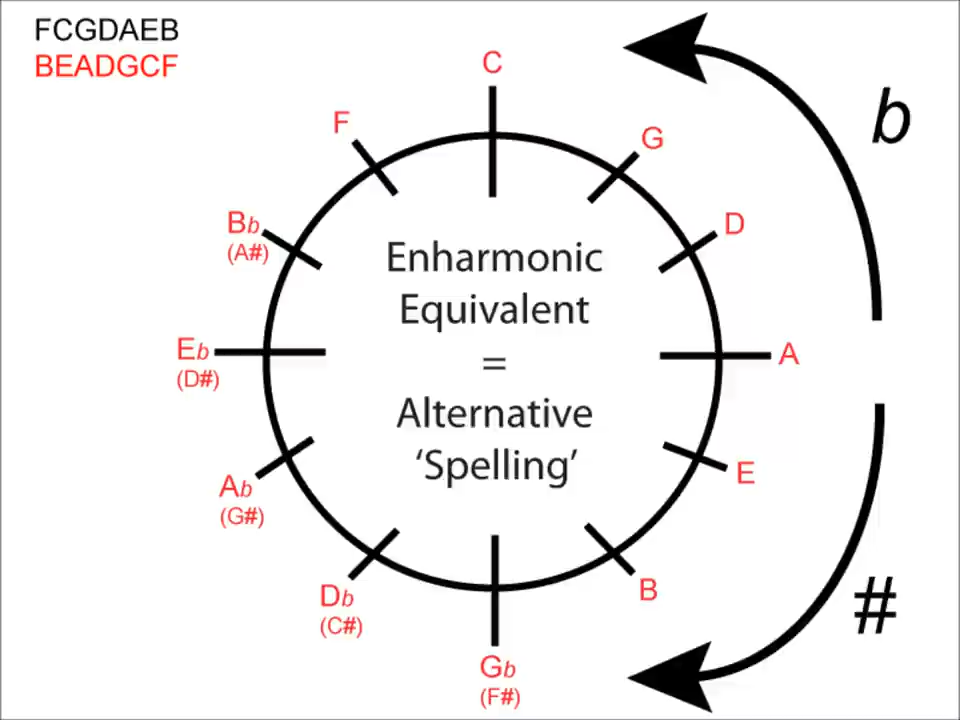 FCGDAEB
BEADGCF
C
F
G
b
Bb
(A#)
D
Enharmonic
Equivalent
=
Alternative
'Spelling'
Eb
(D#)
A
Ab
(G#)
E
Db
(C#)
B
#
Gb
(F#)